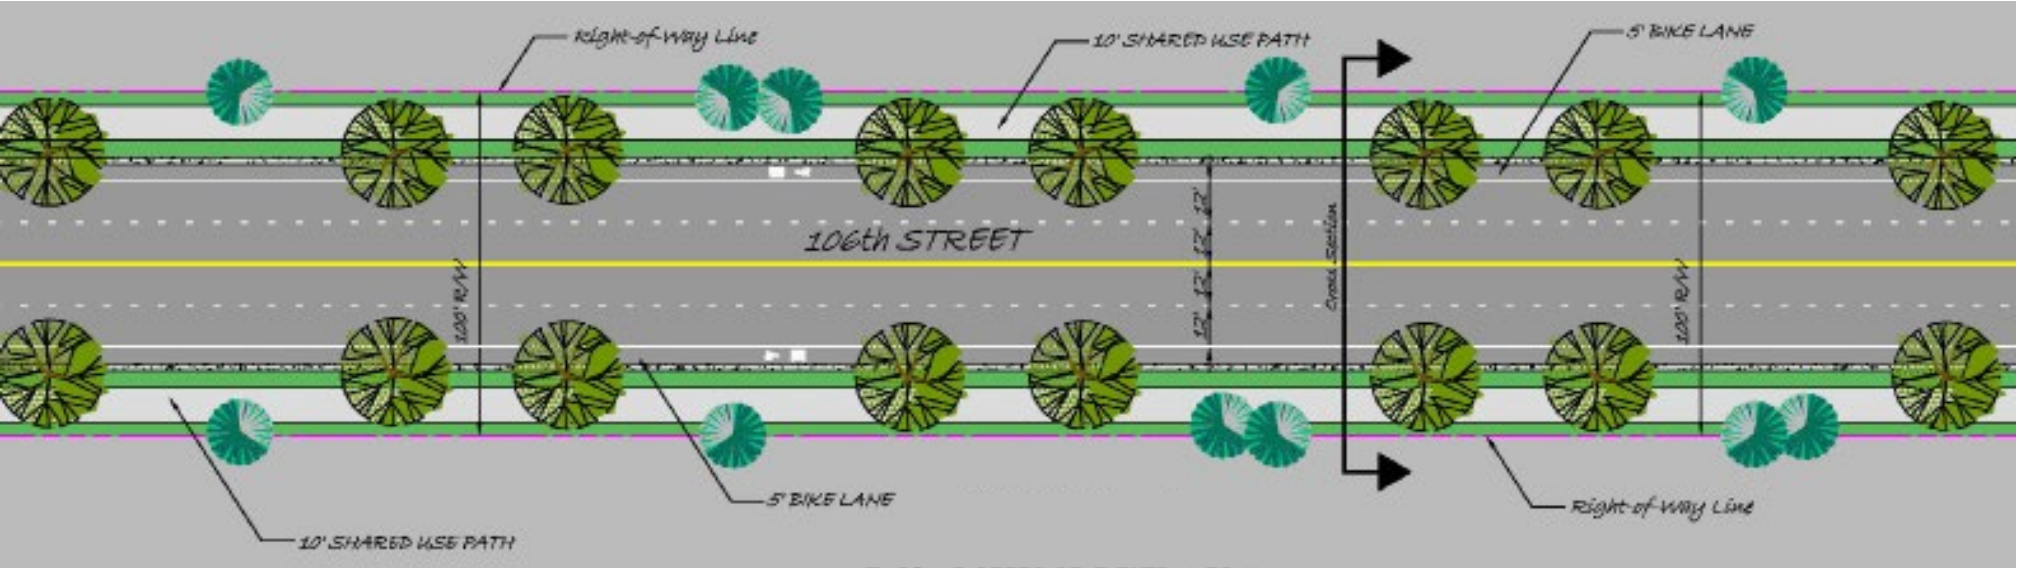 Right-of-Way Line
10' SHARED USE PATH
5' BIKE LANE
12'
12'
106th STREET
Cross Section
100' R/W
100' R/W
12'
12'
5' BIKE LANE
Right-of-Way Line
10' SHARED USE PATH